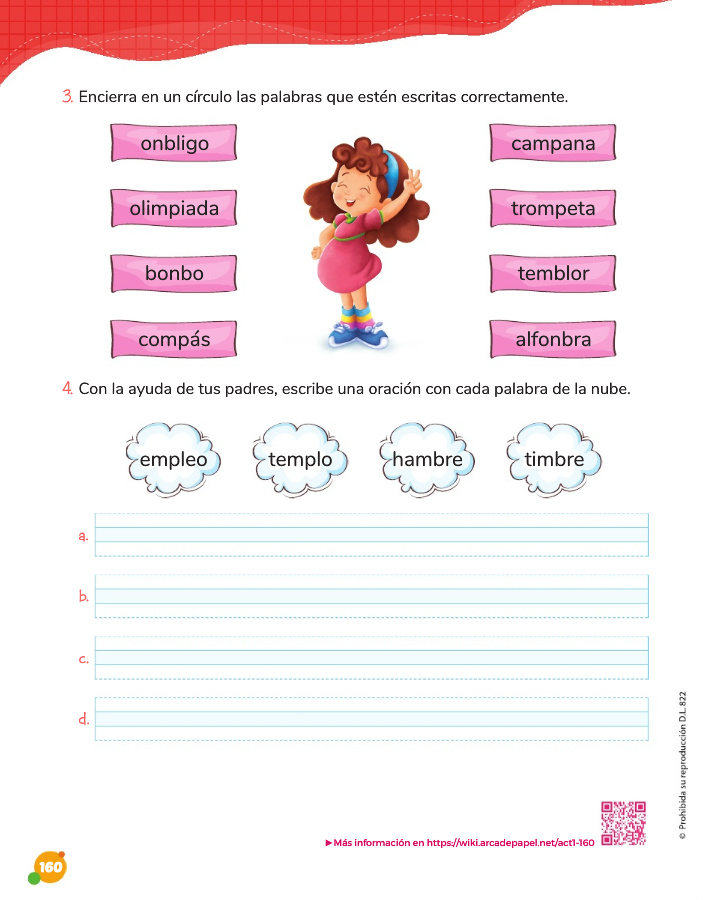 3. Encierra en un círculo las palabras que estén escritas correctamente.
onbligo
campana
olimpiada
trompeta
bonbo
temblor
compás
alfonbra
4. Con la ayuda de tus padres, escribe una oración con cada palabra de la nube.
empleo
templo
hambre
timbre
a.
b.
c.
d.
© Prohibida su reproducción D.L. 822
▶Más información en https://wiki.arcadepapel.net/act1-160
160